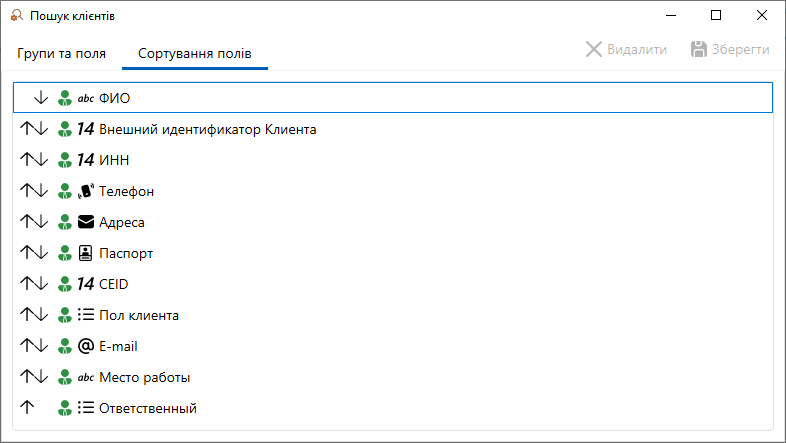 Пошук клієнтів
Групи та поля
Сортування полів
Видалити
Зберегти
abc ФИО
14 Внешний идентификатор Клиента
14 ИНН
Телефон
Адреса
Паспорт
14 CEID
Пол клиента
@ E-mail
abc Место работы
Ответственный